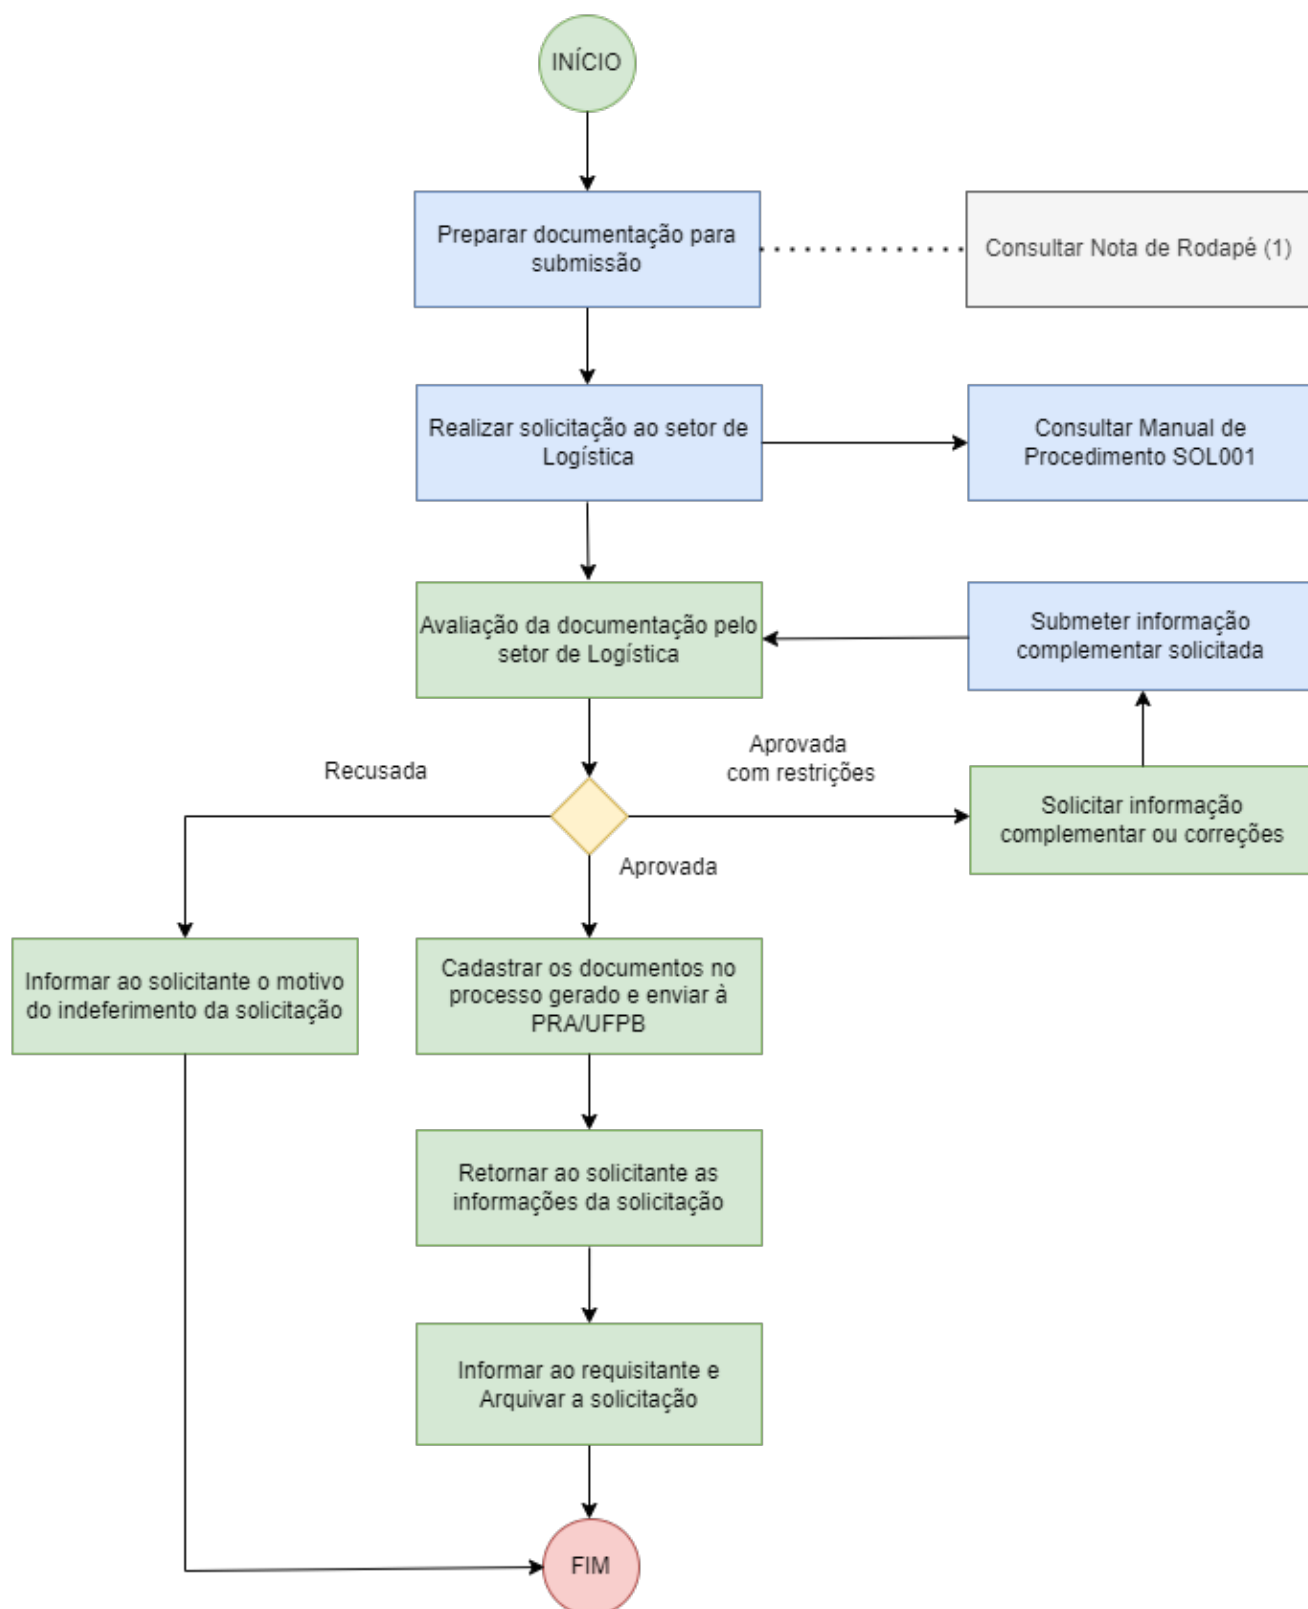 INÍCIO
Preparar documentação para
submissão
Consultar Nota de Rodapé (1)
Realizar solicitação ao setor de
Logística
Consultar Manual de
Procedimento SOL001
Avaliação da documentação pelo
setor de Logística
Submeter informação
complementar solicitada
Recusada
Aprovada
com restrições
Solicitar informação
complementar ou correções
Aprovada
Informar ao solicitante o motivo
do indeferimento da solicitação
Cadastrar os documentos no
processo gerado e enviar à
PRA/UFPB
Retornar ao solicitante as
informações da solicitação
Informar ao requisitante e
Arquivar a solicitação
FIM